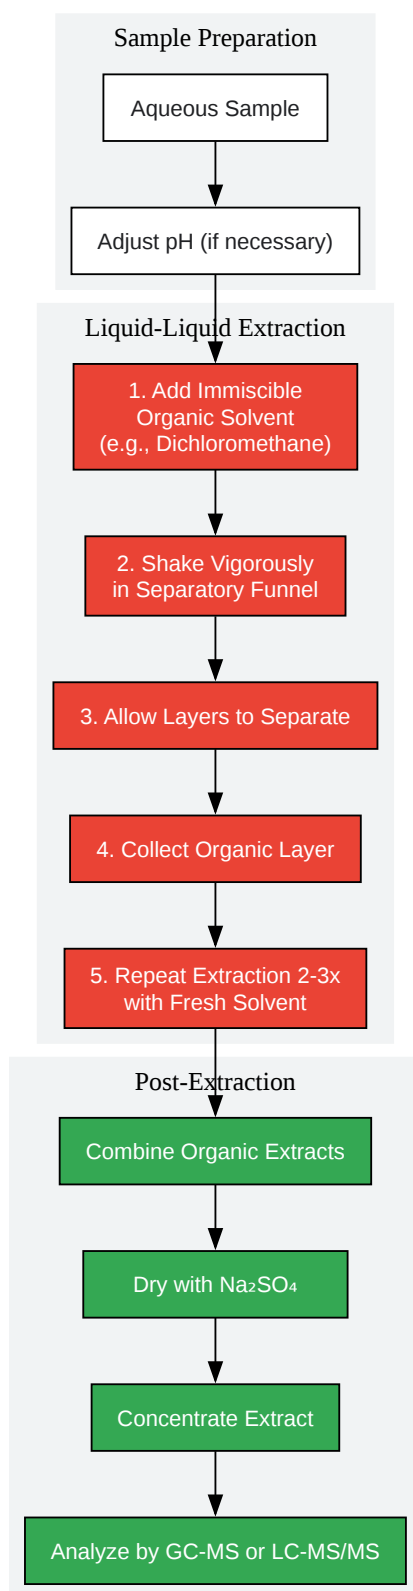 Sample Preparation
Aqueous Sample
Adjust pH (if necessary)
Liquid-Liquid Extraction
1. Add Immiscible
Organic Solvent
(e.g., Dichloromethane)
2. Shake Vigorously
in Separatory Funnel
3. Allow Layers to Separate
4. Collect Organic Layer
5. Repeat Extraction 2-3x
with Fresh Solvent
Post-Extraction
Combine Organic Extracts
Dry with Na₂SO₄
Concentrate Extract
Analyze by GC-MS or LC-MS/MS